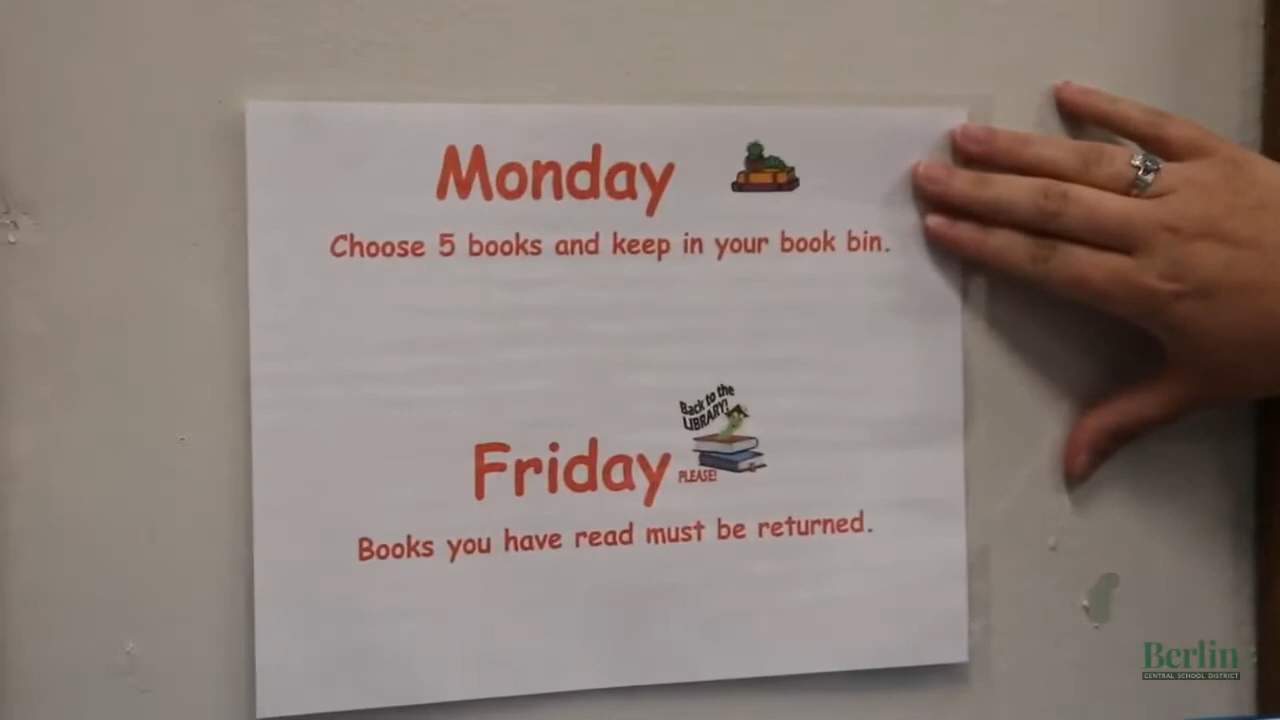 Monday
Choose 5 books and keep in your book bin.
Back to the
LIBRARY!
PLEASE!
Friday
Books you have read must be returned.
Berlin
CENTRAL SCHOOL DISTRICT